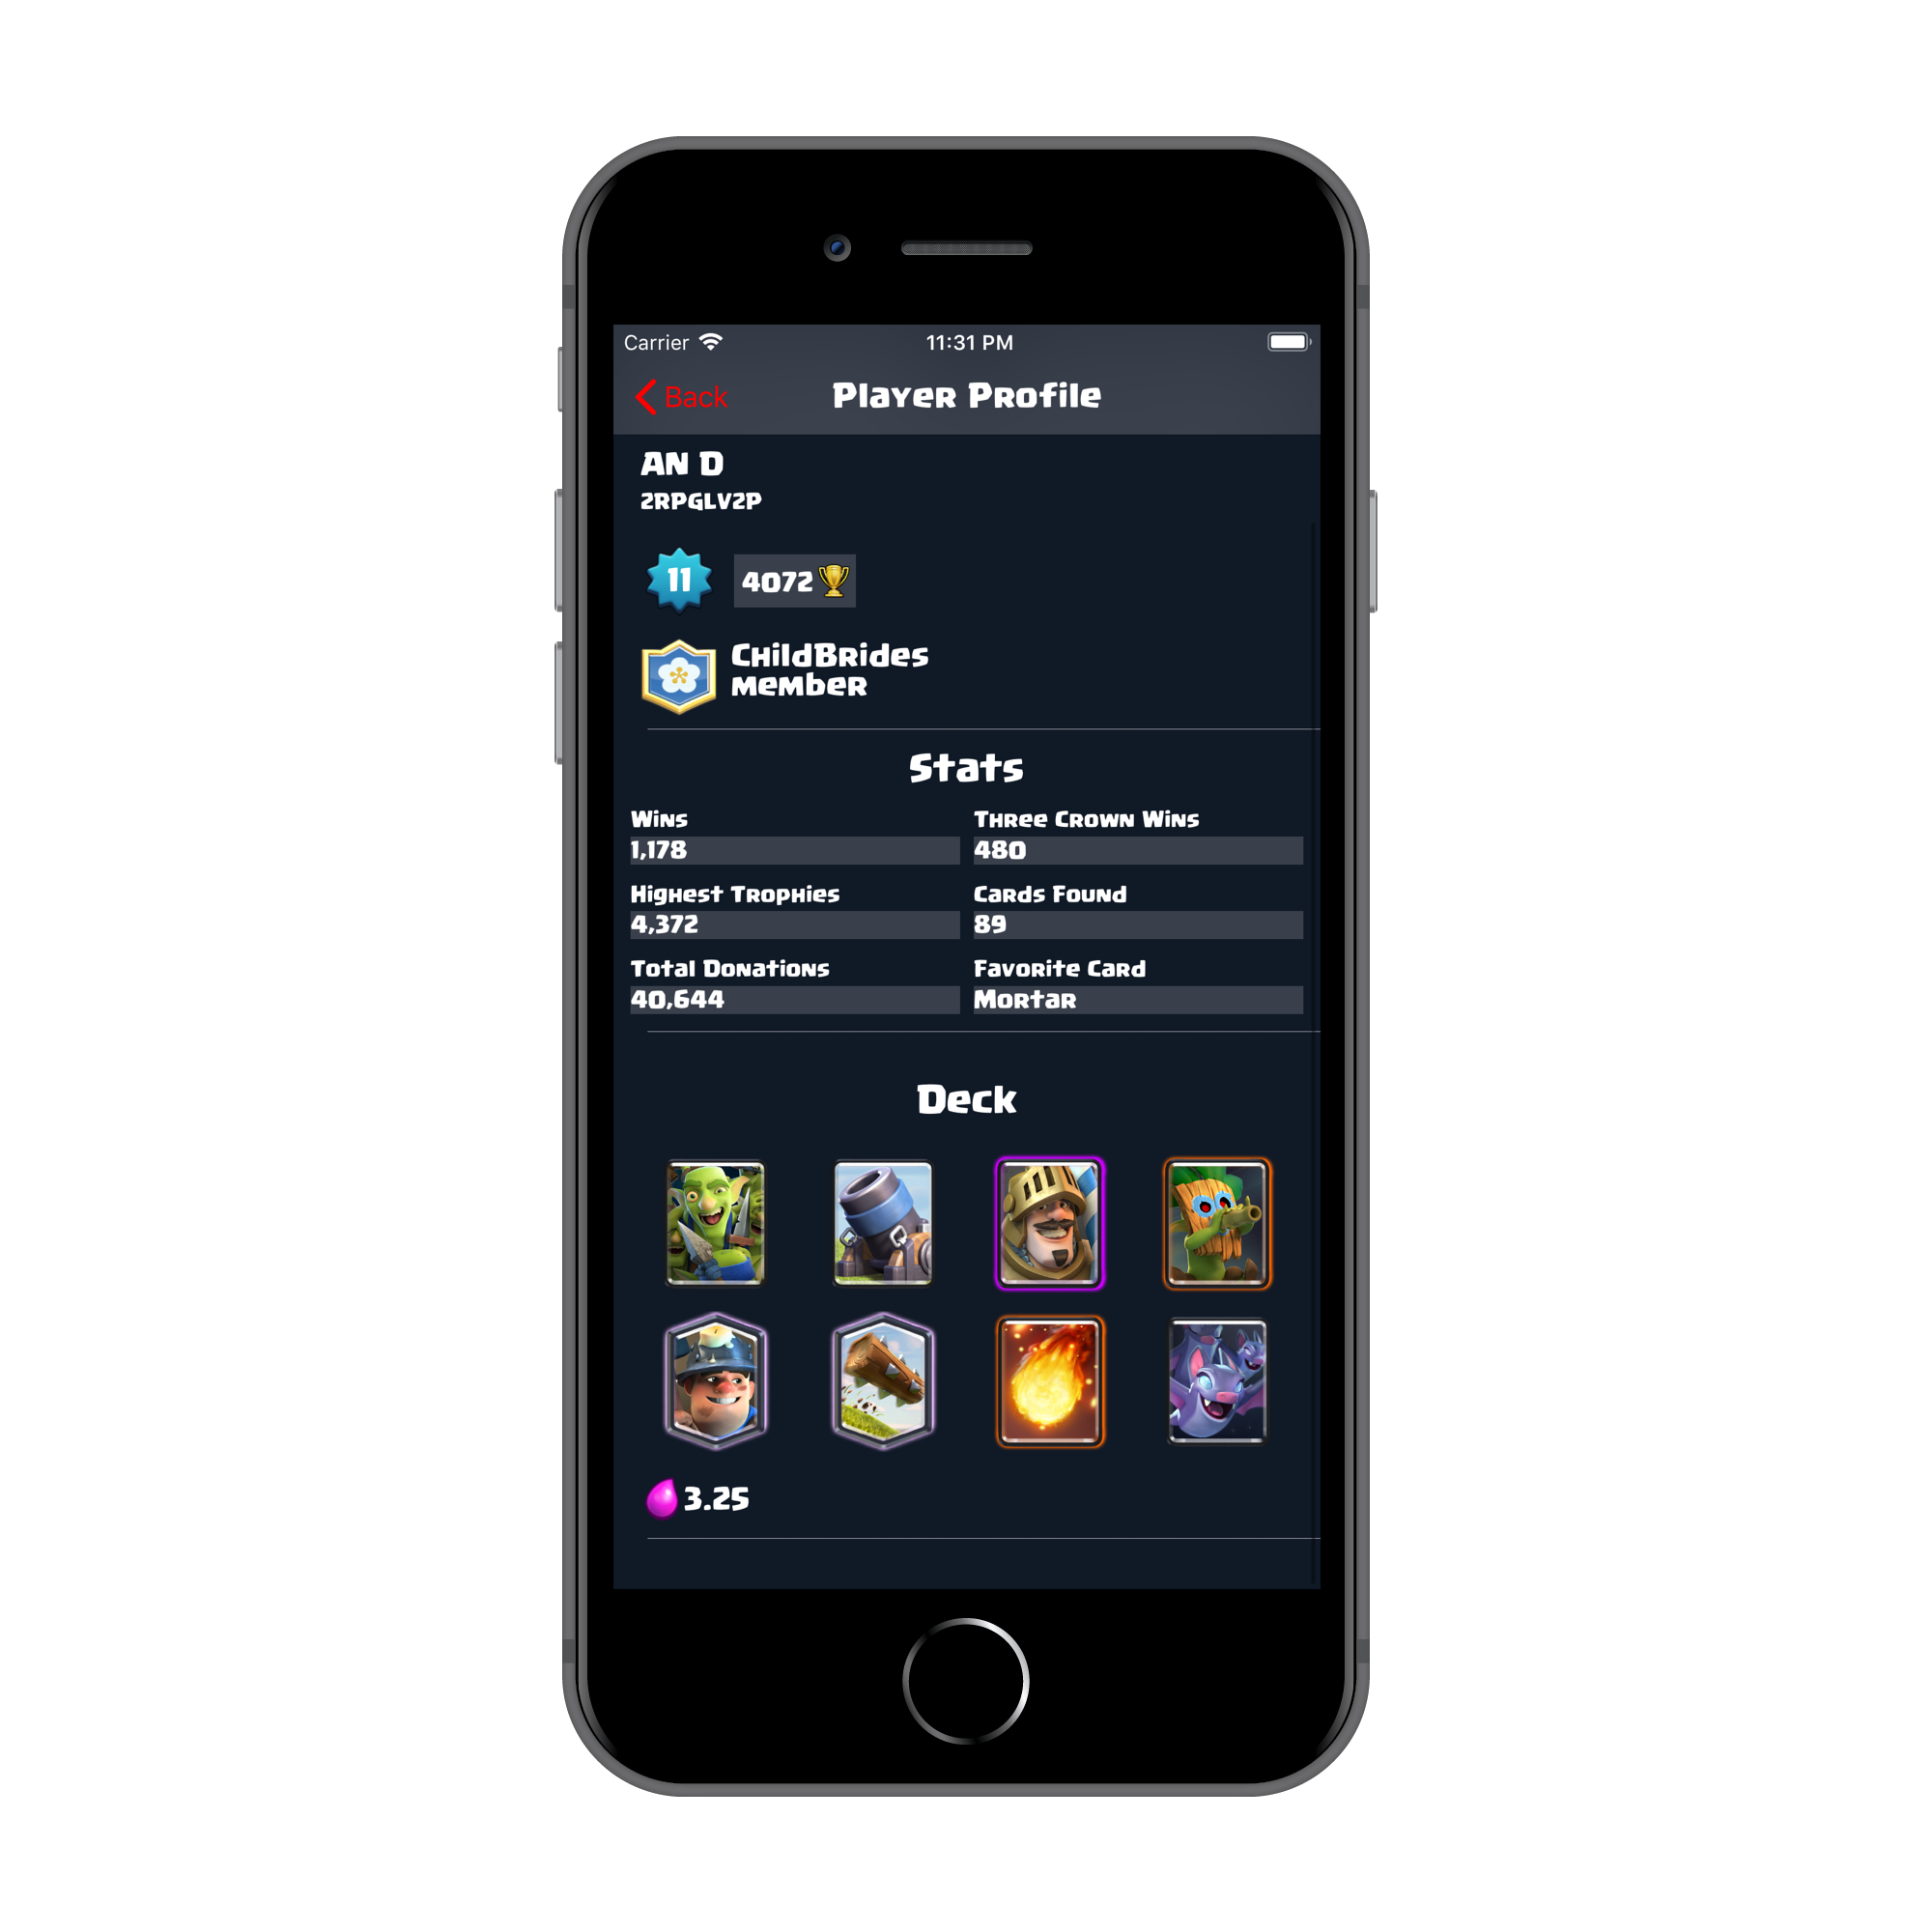 Carrier 11:31 PM
Back Player Profile
AN D
2RPGLV2P
11 4072
ChildBrides
member
Stats
Wins Three Crown Wins
1,178 480
Highest Trophies Cards Found
4,372 89
Total Donations Favorite Card
40,644 Mortar
Deck
3.25